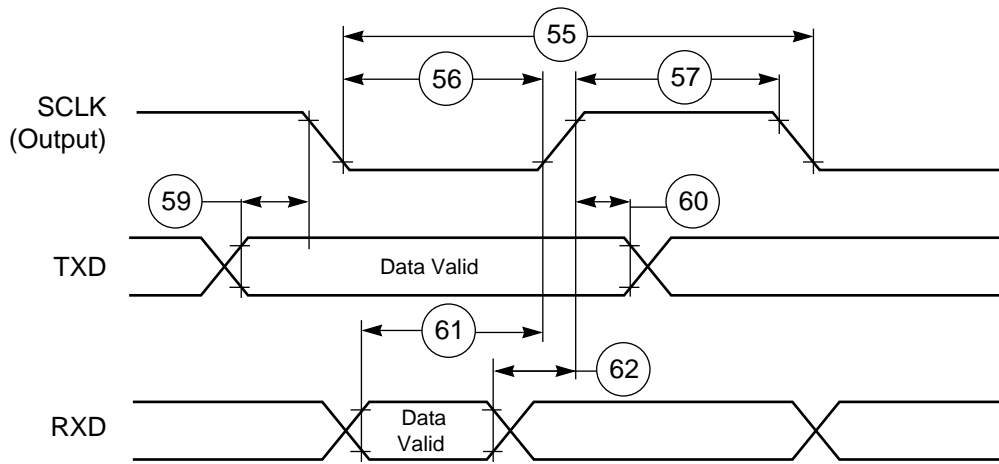 55
56
57
SCLK
(Output)
59
60
TXD
Data Valid
61
62
RXD
Data
Valid